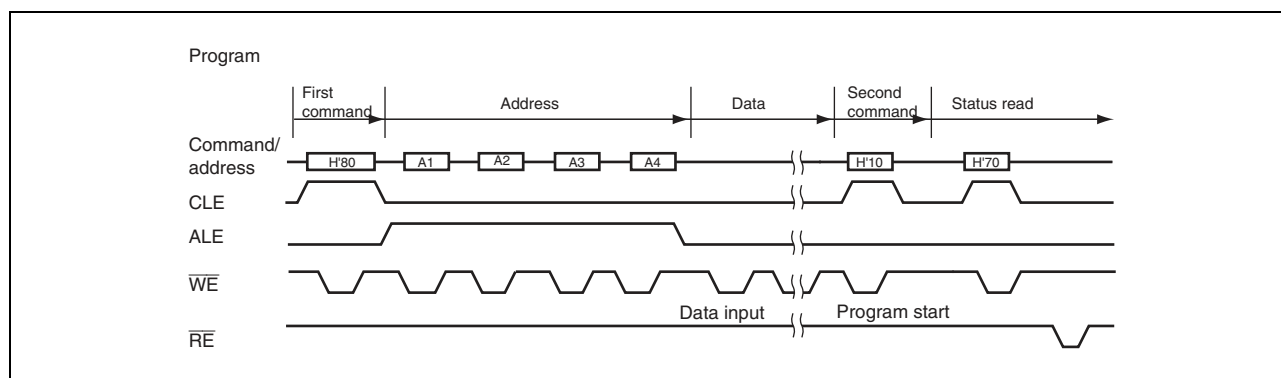 Program
First command
Address
Data
Second command
Status read
Command/ address
H'80
A1
A2
A3
A4
H'10
H'70
CLE
ALE
WE
Data input
Program start
RE